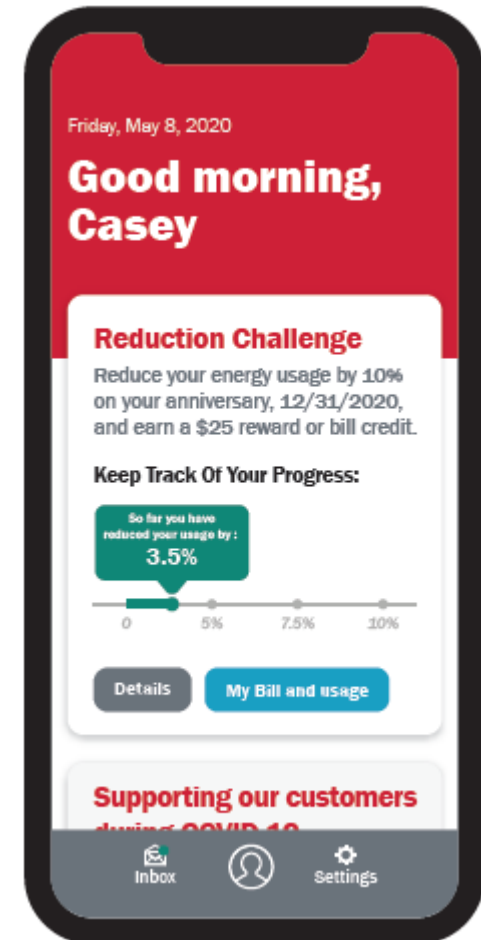 Friday, May 8, 2020
Good morning,
Casey
Reduction Challenge
Reduce your energy usage by 10%
on your anniversary, 12/31/2020,
and earn a $25 reward or bill credit.
Keep Track Of Your Progress:
So far you have
reduced your usage by :
3.5%
0 5% 7.5% 10%
Details My Bill and usage
Supporting our customers
during COVID-19
Inbox Settings